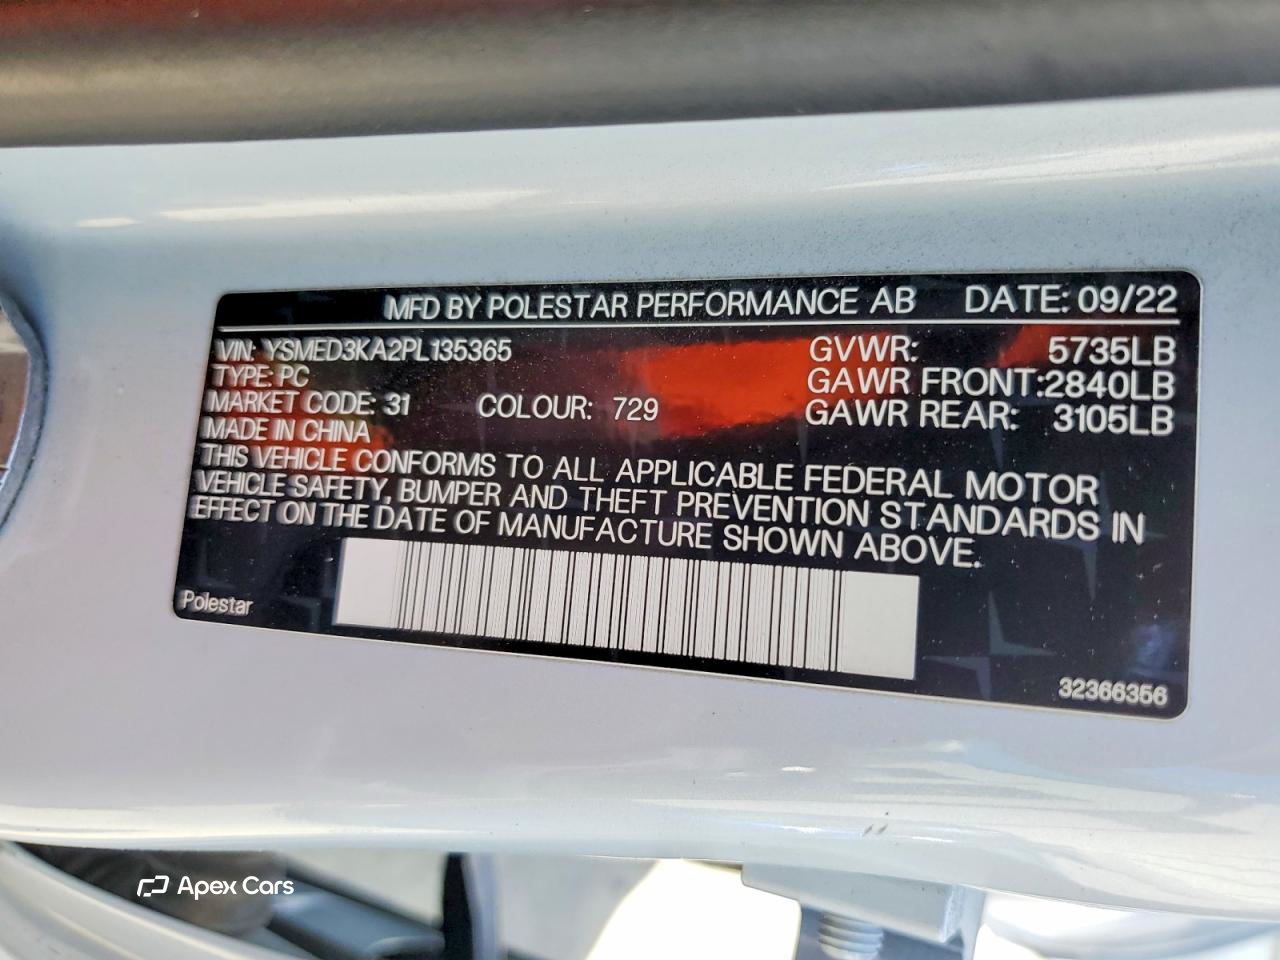 MFD BY POLESTAR PERFORMANCE AB DATE: 09/22
VIN: YSMED3KA2PL135365 GVWR: 5735LB
TYPE: PC GAWR FRONT:2840LB
MARKET CODE: 31 COLOUR: 729 GAWR REAR: 3105LB
MADE IN CHINA
THIS VEHICLE CONFORMS TO ALL APPLICABLE FEDERAL MOTOR
VEHICLE SAFETY, BUMPER AND THEFT PREVENTION STANDARDS IN
EFFECT ON THE DATE OF MANUFACTURE SHOWN ABOVE.
Polestar
32366356
Apex Cars